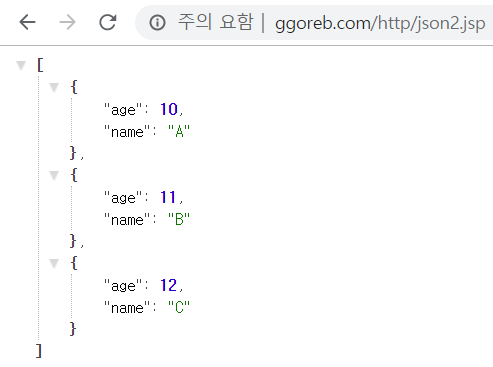 주의 요함 | ggoreb.com/http/json2.jsp
[
{
"age": 10,
"name": "A"
},
{
"age": 11,
"name": "B"
},
{
"age": 12,
"name": "C"
}
]